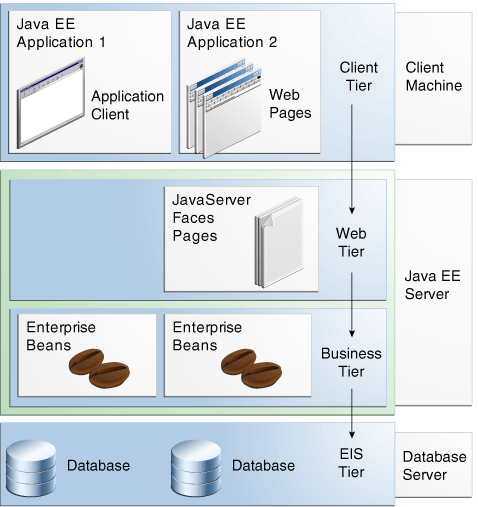 Java EE
Application 1
Java EE
Application 2
Application
Client
Web
Pages
Client
Tier
Client
Machine
JavaServer
Faces
Pages
Web
Tier
Java EE
Server
Enterprise
Beans
Enterprise
Beans
Business
Tier
Database
Database
EIS
Tier
Database
Server